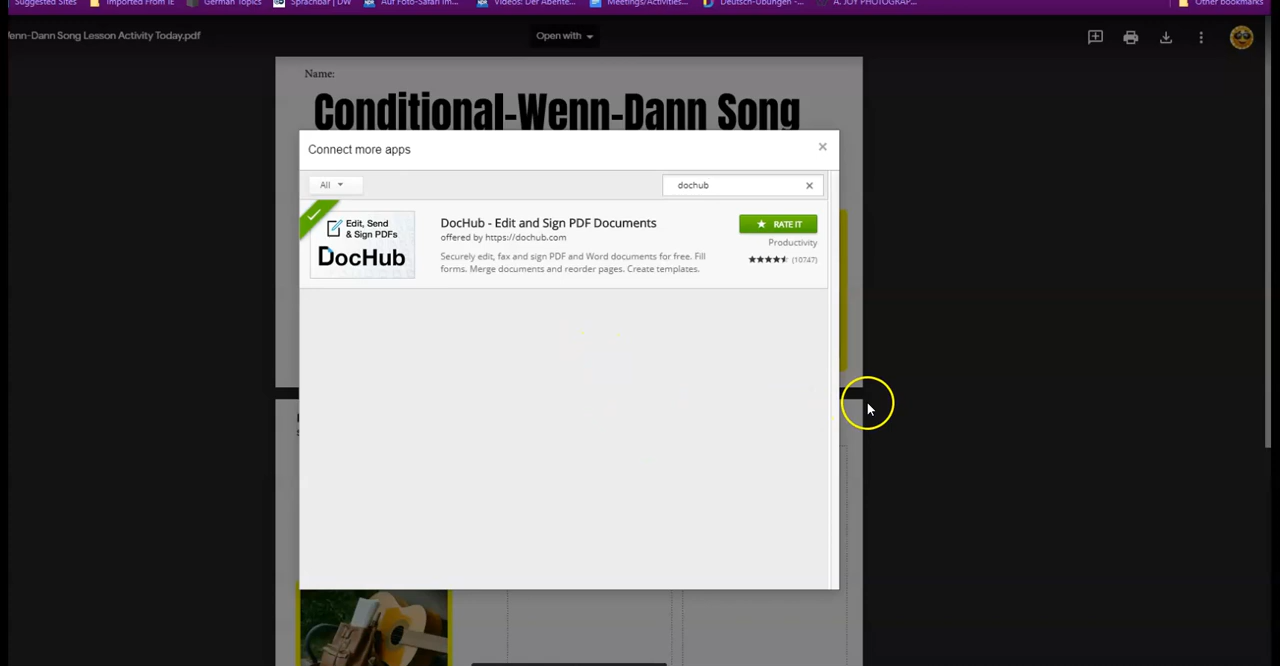 Suggested Sites Imported From IE German Topics Sprachbar | DW Auf Foto-Safari im... Videos: Der Abente... Meetings/Activities... Deutsch-Übungen -... A. JOY PHOTOGRAP... Other bookmarks
Wenn-Dann Song Lesson Activity Today.pdf
Open with
Name:
Conditional-Wenn-Dann Song
Connect more apps
×
All
dochub
×
Edit, Send
& Sign PDFs
DocHub
DocHub - Edit and Sign PDF Documents
offered by https://dochub.com
Securely edit, fax and sign PDF and Word documents for free. Fill
forms. Merge documents and reorder pages. Create templates.
RATE IT
Productivity
(10747)